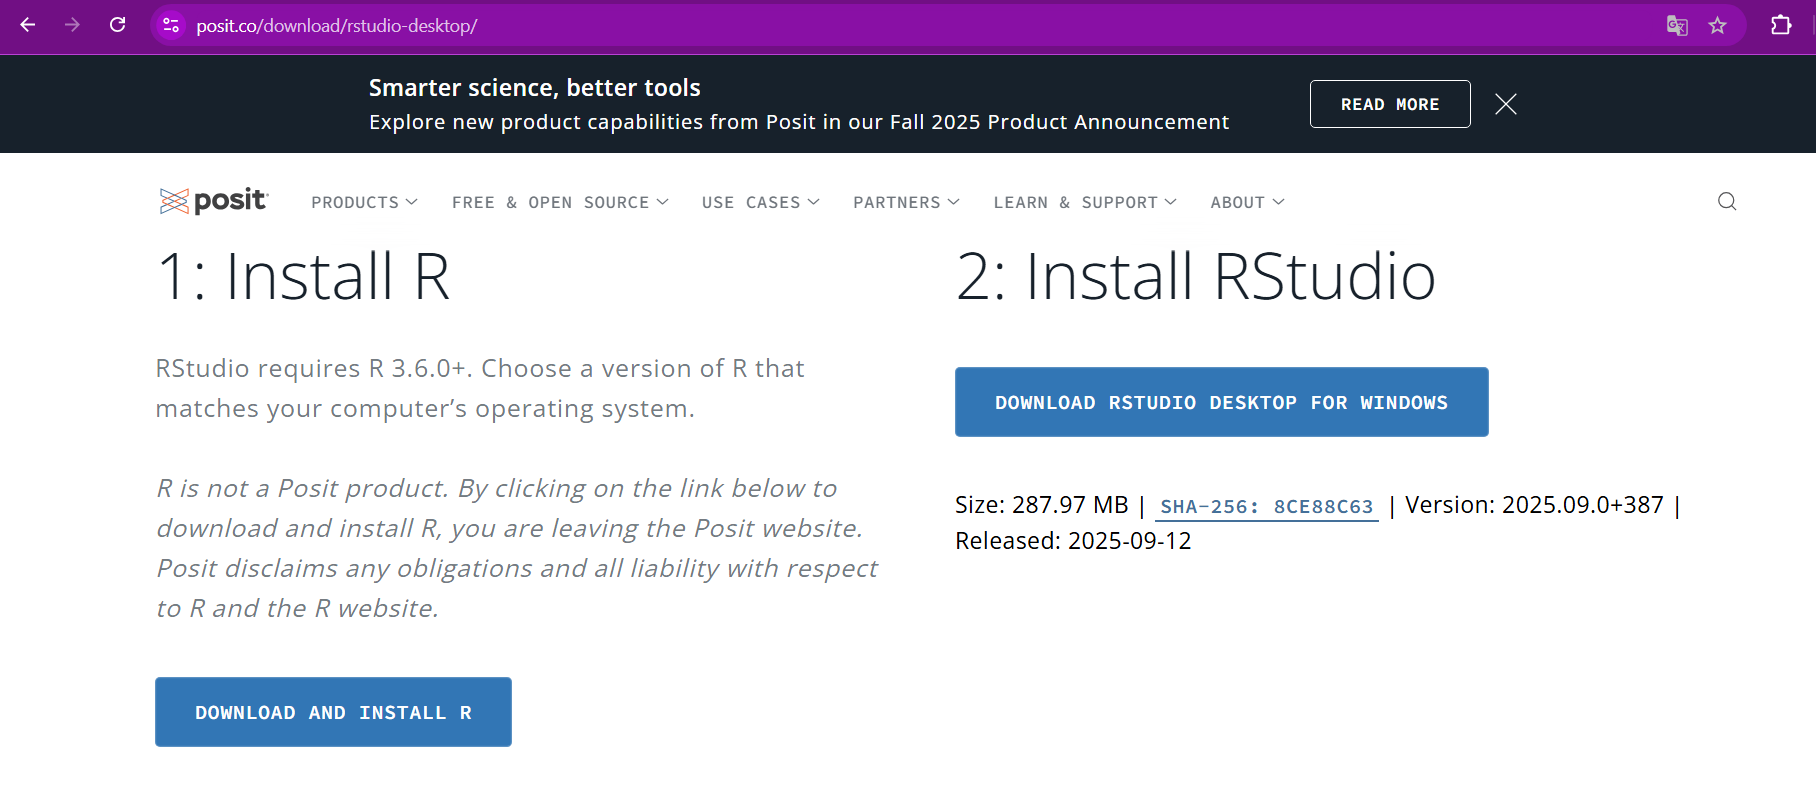 posit.co/download/rstudio-desktop/
Smarter science, better tools
Explore new product capabilities from Posit in our Fall 2025 Product Announcement
READ MORE
posit
PRODUCTS
FREE & OPEN SOURCE
USE CASES
PARTNERS
LEARN & SUPPORT
ABOUT
1: Install R
RStudio requires R 3.6.0+. Choose a version of R that
matches your computer’s operating system.
R is not a Posit product. By clicking on the link below to
download and install R, you are leaving the Posit website.
Posit disclaims any obligations and all liability with respect
to R and the R website.
DOWNLOAD AND INSTALL R
2: Install RStudio
DOWNLOAD RSTUDIO DESKTOP FOR WINDOWS
Size: 287.97 MB | SHA-256: 8CE88C63 | Version: 2025.09.0+387 |
Released: 2025-09-12